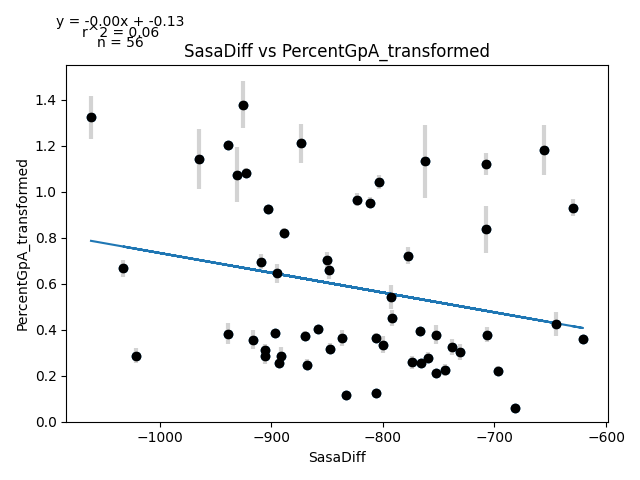 y = -0.00x + -0.13
r^2 = 0.06
n = 56
SasaDiff vs PercentGpA_transformed
PercentGpA_transformed
1.4
1.2
1.0
0.8
0.6
0.4
0.2
0.0
−1000 −900 −800 −700 −600
SasaDiff